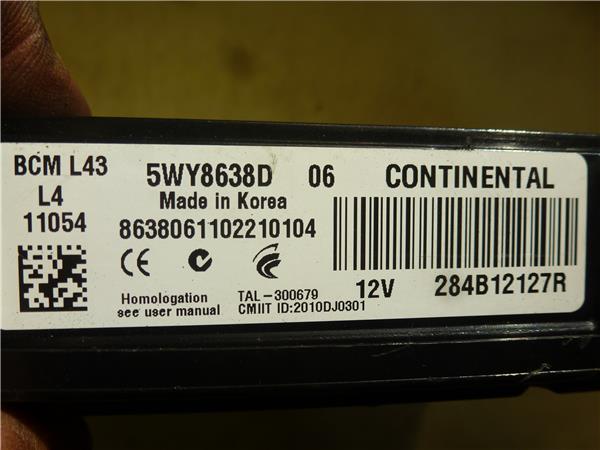 BCM L43
L4
11054
5WY8638D 06
Made in Korea
8638061102210104
CE
Homologation
see user manual
TAL-300679
CMIIT ID:2010DJ0301
CONTINENTAL
12V 284B12127R